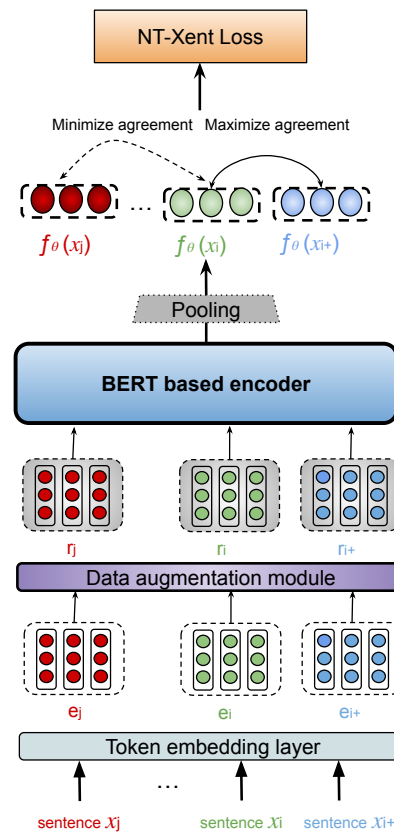 NT-Xent Loss
Minimize agreement Maximize agreement
...
fθ (xj) fθ (xi) fθ (xi+)
Pooling
BERT based encoder
rj ri ri+
Data augmentation module
ej ei ei+
Token embedding layer
...
sentence xj sentence xi sentence xi+